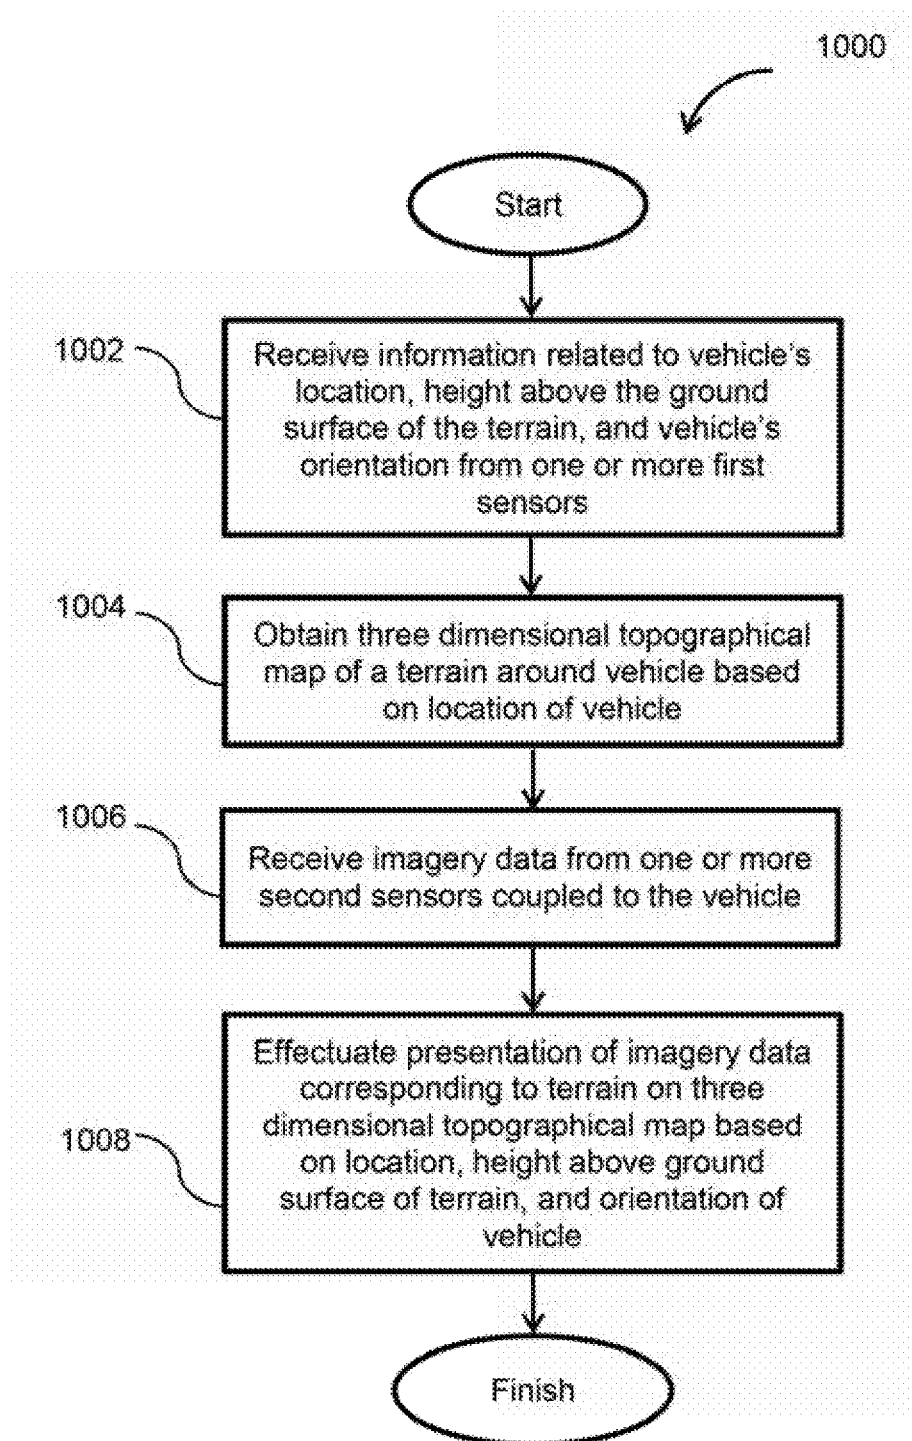 1000
Start
1002
Receive information related to vehicle's
location, height above the ground
surface of the terrain, and vehicle's
orientation from one or more first
sensors
1004
Obtain three dimensional topographical
map of a terrain around vehicle based
on location of vehicle
1006
Receive imagery data from one or more
second sensors coupled to the vehicle
1008
Effectuate presentation of imagery data
corresponding to terrain on three
dimensional topographical map based
on location, height above ground
surface of terrain, and orientation of
vehicle
Finish